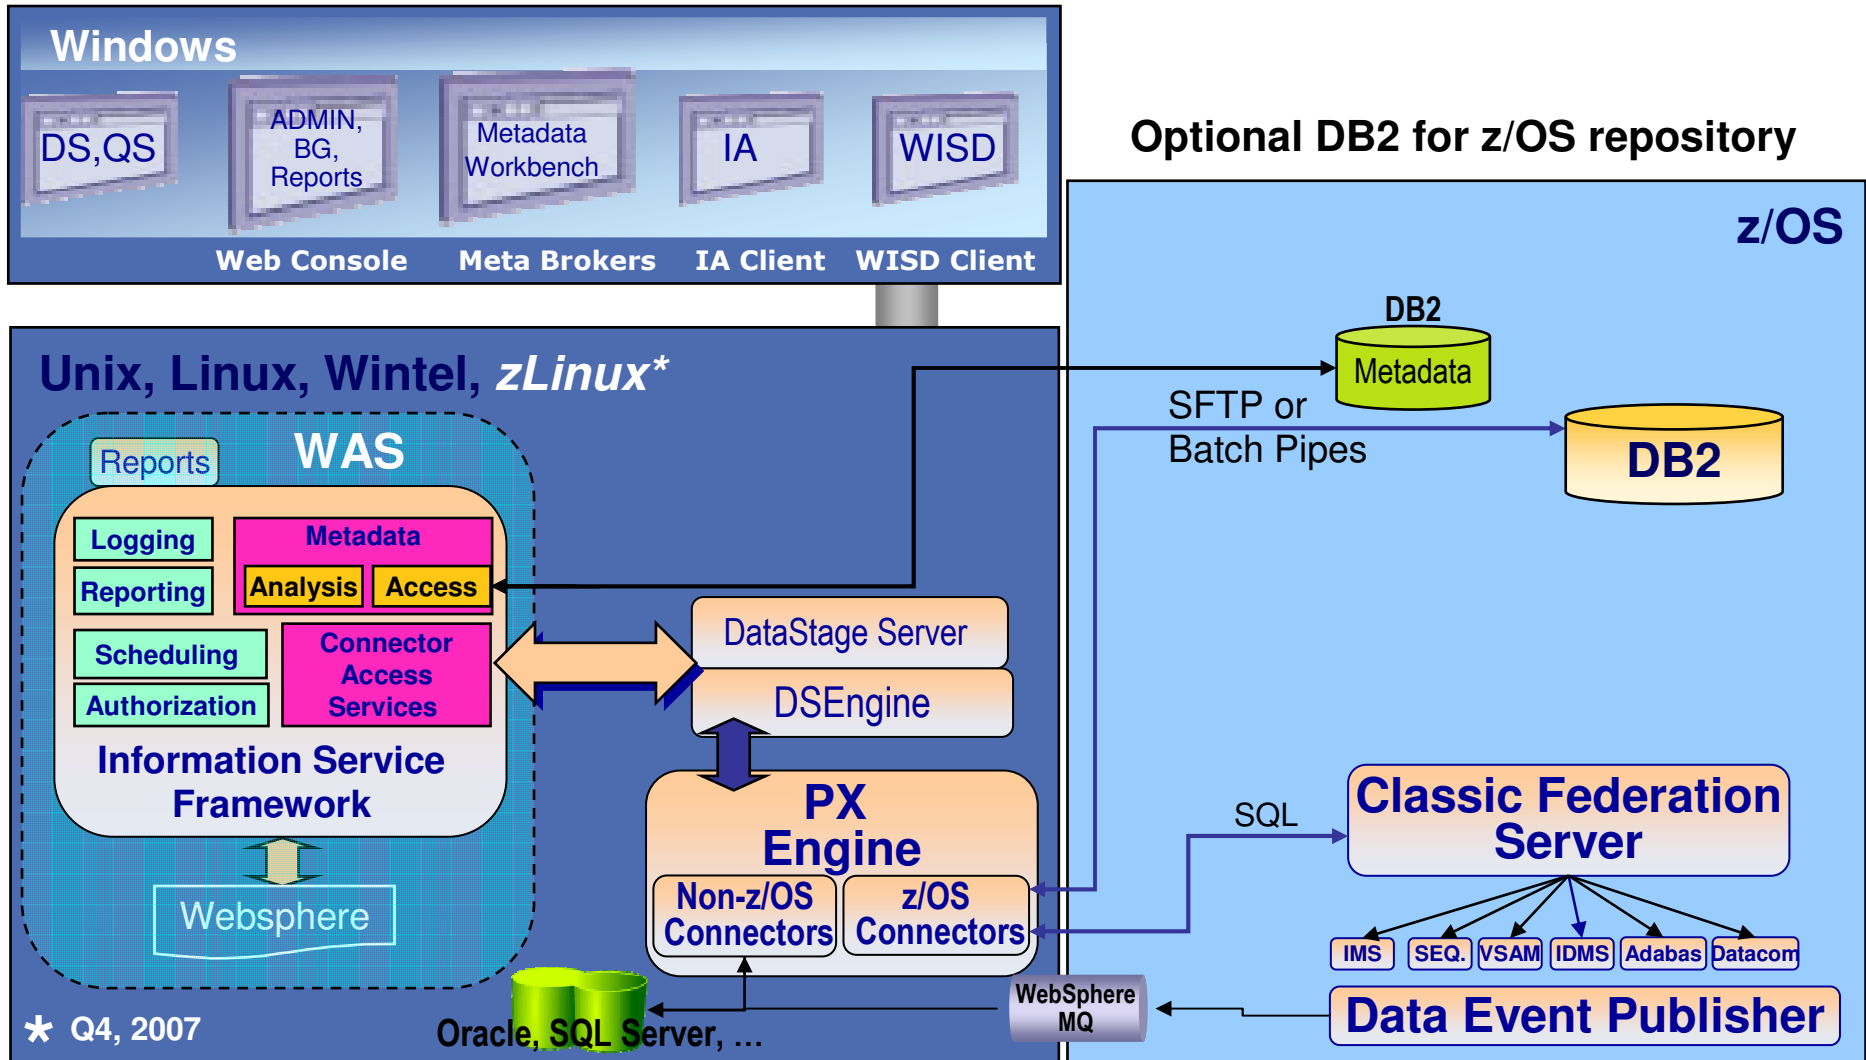 Windows
DS,QS
ADMIN,
BG,
Reports
Metadata
Workbench
IA
WISD
Web Console
Meta Brokers
IA Client
WISD Client
Optional DB2 for z/OS repository
z/OS
DB2
Metadata
SFTP or
Batch Pipes
DB2
Unix, Linux, Wintel, zLinux*
WAS
Reports
Logging
Reporting
Metadata
Analysis
Access
Scheduling
Authorization
Connector
Access
Services
Information Service
Framework
Websphere
DataStage Server
DSEngine
PX
Engine
Non-z/OS
Connectors
z/OS
Connectors
SQL
Classic Federation
Server
IMS
SEQ.
VSAM
IDMS
Adabas
Datacom
WebSphere
MQ
Data Event Publisher
Oracle, SQL Server, ...
* Q4, 2007